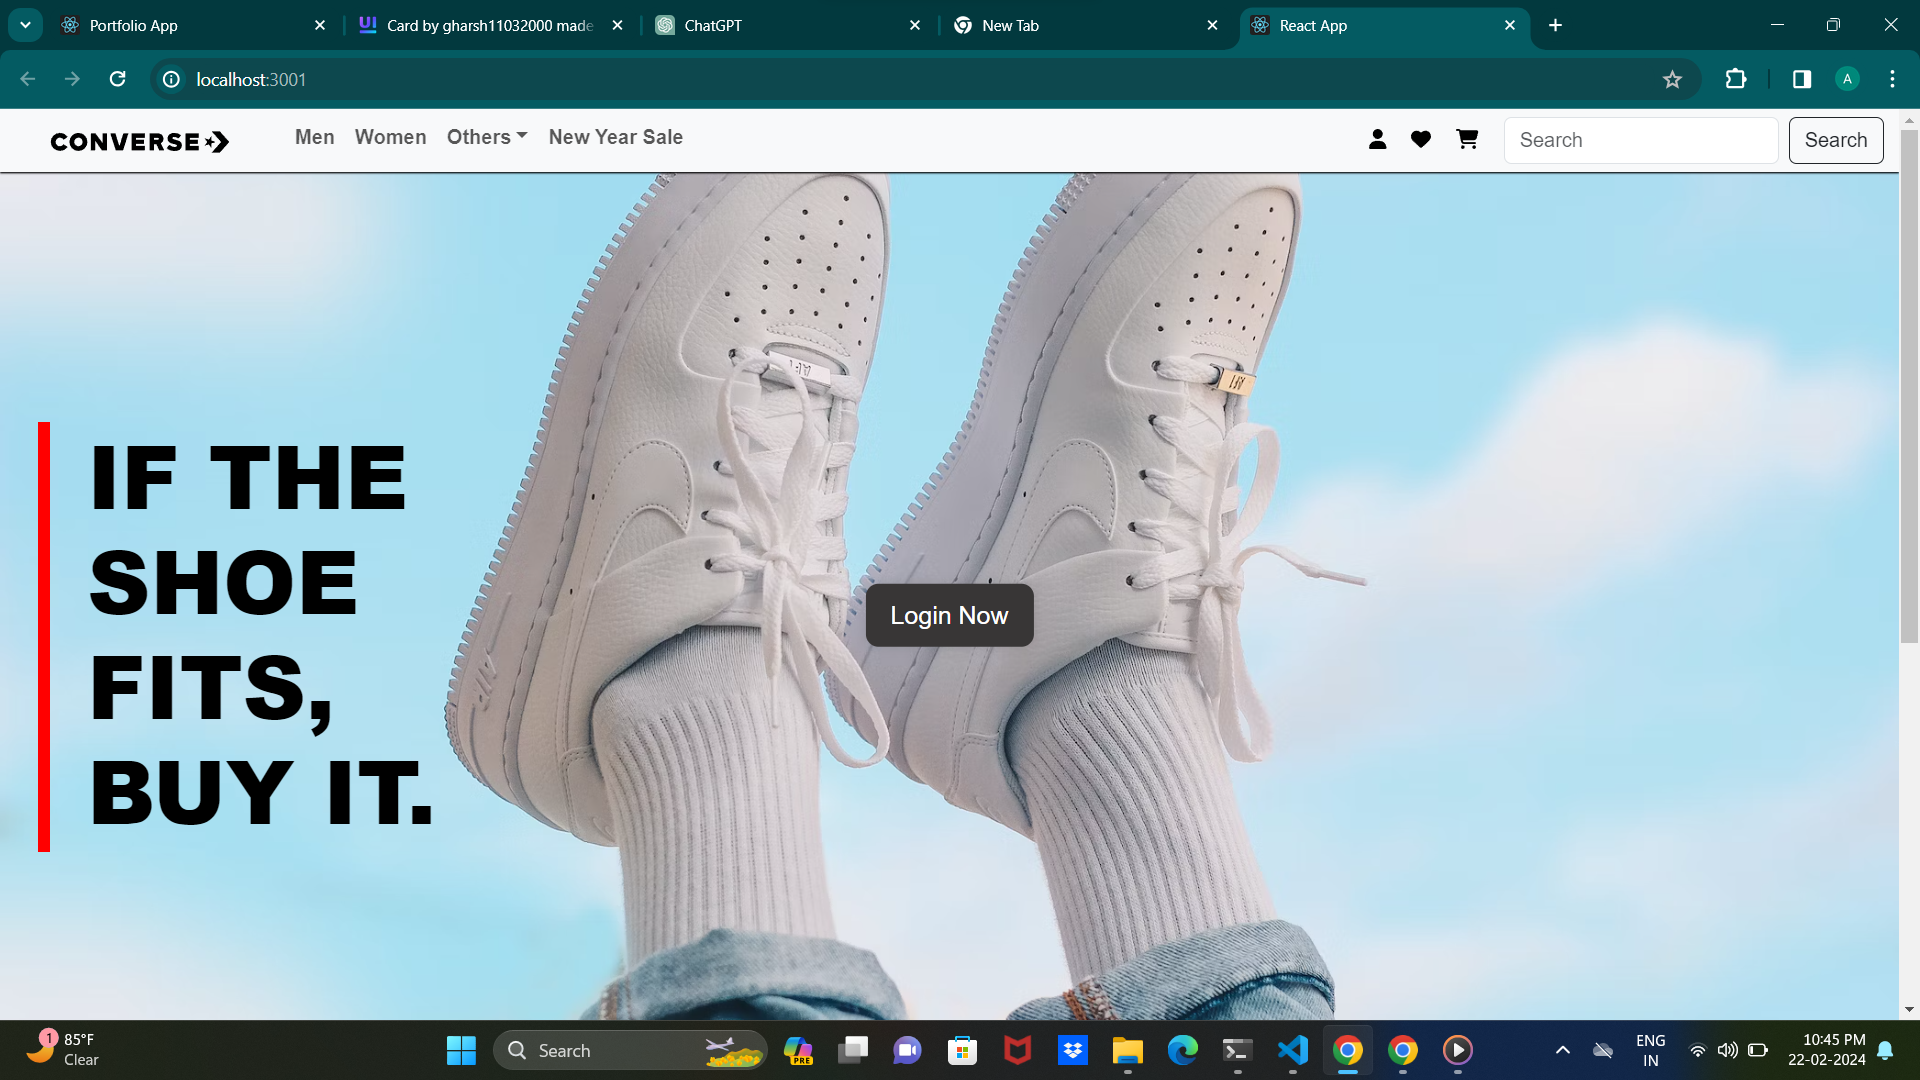 Portfolio App
Card by gharsh11032000 made
ChatGPT
New Tab
React App
localhost:3001
A
CONVERSE
Men
Women
Others
New Year Sale
Search
Search
IF THE
SHOE
FITS,
BUY IT.
Login Now
1
85°F
Clear
Search
PRE
ENG
IN
10:45 PM
22-02-2024